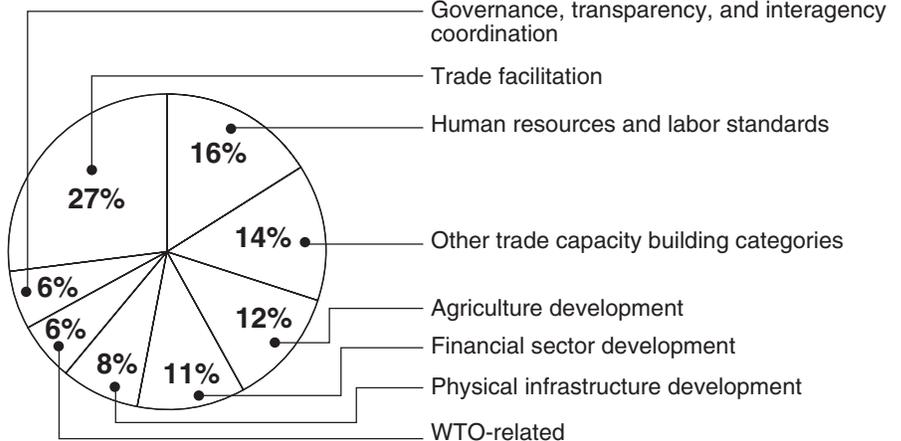 Governance, transparency, and interagency
coordination
Trade facilitation
Human resources and labor standards
16%
27%
14%
Other trade capacity building categories
6%
Agriculture development
12%
6%
Financial sector development
8%
11%
Physical infrastructure development
WTO-related